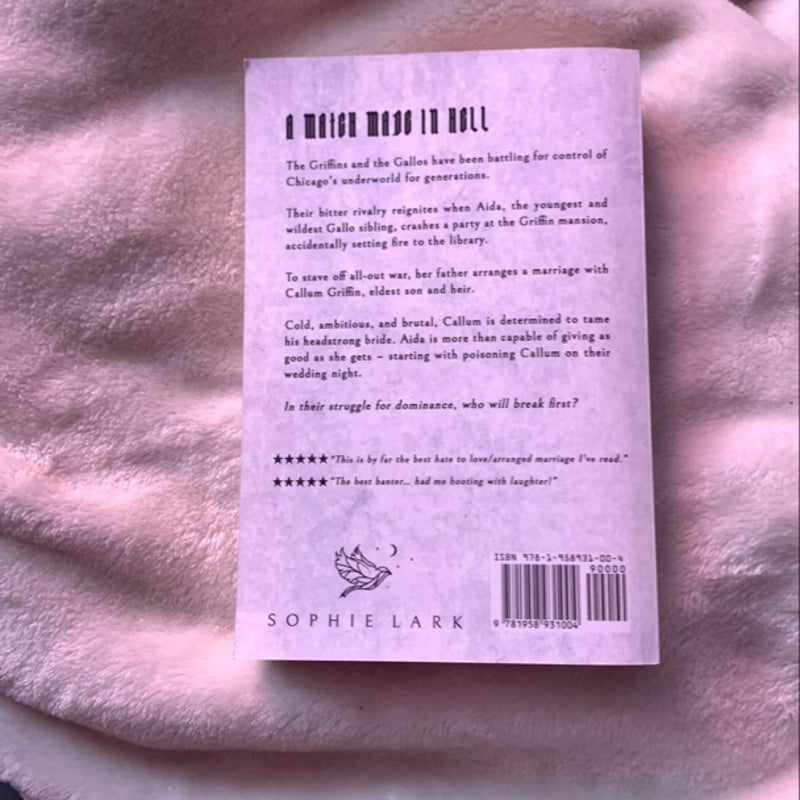 A MATCH MADE IN HELL
The Griffins and the Gallos have been battling for control of
Chicago's underworld for generations.
Their bitter rivalry reignites when Aida, the youngest and
wildest Gallo sibling, crashes a party at the Griffin mansion,
accidentally setting fire to the library.
To stave off all-out war, her father arranges a marriage with
Callum Griffin, eldest son and heir.
Cold, ambitious, and brutal, Callum is determined to tame
his headstrong bride. Aida is more than capable of giving as
good as she gets – starting with poisoning Callum on their
wedding night.
In their struggle for dominance, who will break first?
★★★★★ "This is by far the best hate to love/arranged marriage I've read."
★★★★★ "The best banter... had me hooting with laughter!"
SOPHIE LARK
ISBN 978-1-958931-00-4
90000
9 781958 931004